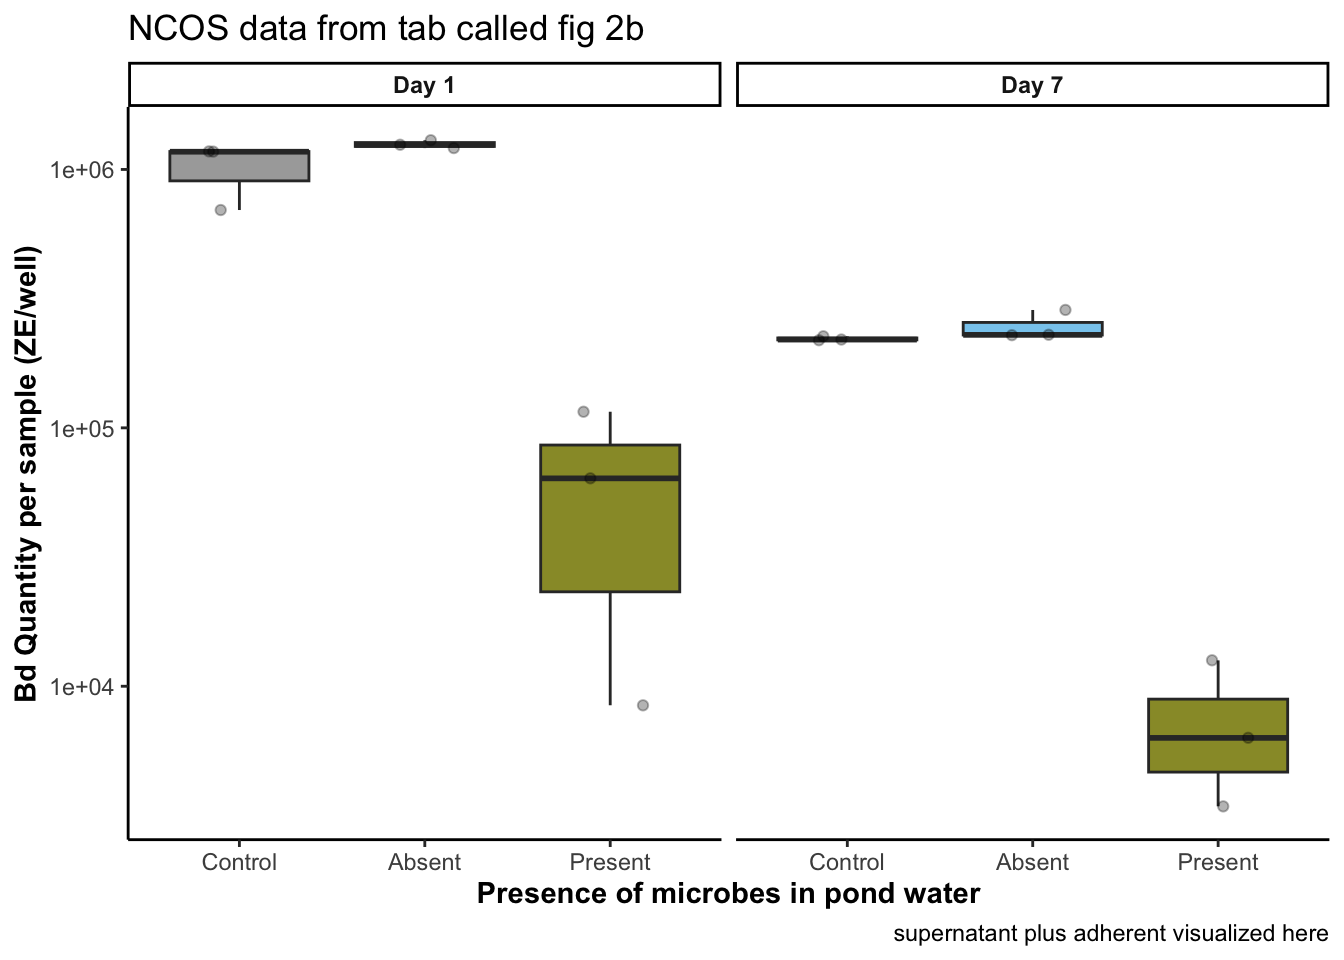 NCOS data from tab called fig 2b
Day 1
Day 7
Bd Quantity per sample (ZE/well)
1e+06
1e+05
1e+04
Control
Absent
Present
Control
Absent
Present
Presence of microbes in pond water
supernatant plus adherent visualized here